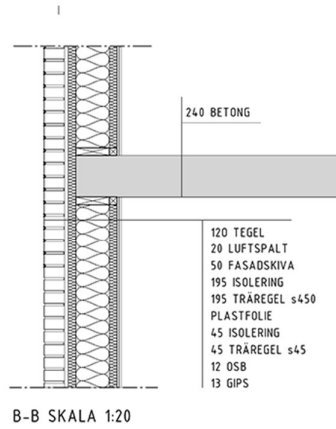 240 BETONG
120 TEGEL
20 LUFTSPALT
50 FASADSKIVA
195 ISOLERING
195 TRÄREGEL s450
PLASTFOLIE
45 ISOLERING
45 TRÄREGEL s45
12 OSB
13 GIPS
B-B SKALA 1:20